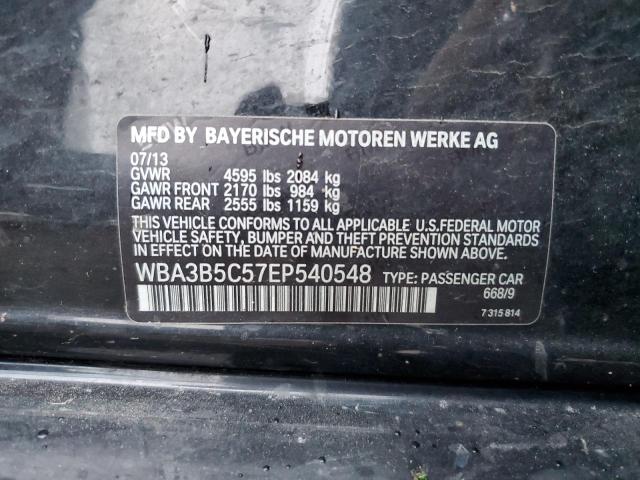 MFD BY BAYERISCHE MOTOREN WERKE AG
07/13
GVWR 4595 lbs 2084 kg
GAWR FRONT 2170 lbs 984 kg
GAWR REAR 2555 lbs 1159 kg
THIS VEHICLE CONFORMS TO ALL APPLICABLE U.S.FEDERAL MOTOR
VEHICLE SAFETY, BUMPER AND THEFT PREVENTION STANDARDS
IN EFFECT ON THE DATE OF MANUFACTURE SHOWN ABOVE.
WBA3B5C57EP540548 TYPE: PASSENGER CAR
668/9
7 315 814